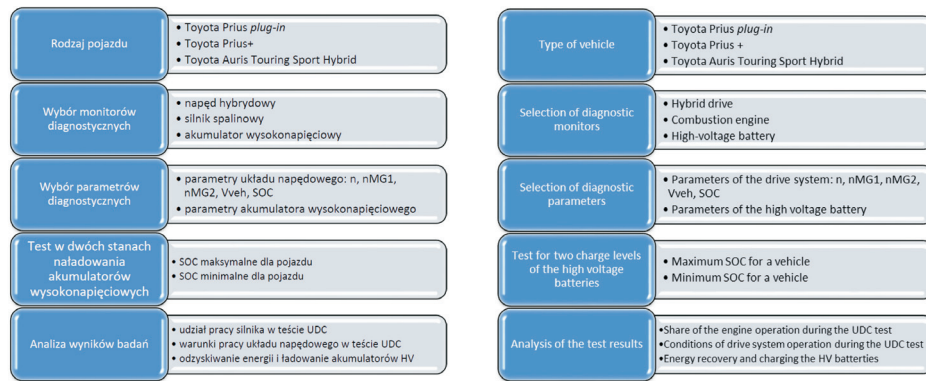 Rodzaj pojazdu
• Toyota Prius plug-in
• Toyota Prius+
• Toyota Auris Touring Sport Hybrid
Wybór monitorów
diagnostycznych
• napęd hybrydowy
• silnik spalinowy
• akumulator wysokonapięciowy
Wybór parametrów
diagnostycznych
• parametry układu napędowego: n, nMG1,
nMG2, Vveh, SOC
• parametry akumulatora wysokonapięciowego
Test w dwóch stanach
naładowania
akumulatorów
wysokonapięciowych
• SOC maksymalne dla pojazdu
• SOC minimalne dla pojazdu
Analiza wyników badań
• udział pracy silnika w teście UDC
• warunki pracy układu napędowego w teście UDC
• odzyskiwanie energii i ładowanie akumulatorów HV
Type of vehicle
• Toyota Prius plug-in
• Toyota Prius +
• Toyota Auris Touring Sport Hybrid
Selection of diagnostic
monitors
• Hybrid drive
• Combustion engine
• High-voltage battery
Selection of diagnostic
parameters
• Parameters of the drive system: n, nMG1, nMG2,
Vveh, SOC
• Parameters of the high voltage battery
Test for two charge levels
of the high voltage
batteries
• Maximum SOC for a vehicle
• Minimum SOC for a vehicle
Analysis of the test results
•Share of the engine operation during the UDC test
•Conditions of drive system operation during the UDC test
•Energy recovery and charging the HV batterties